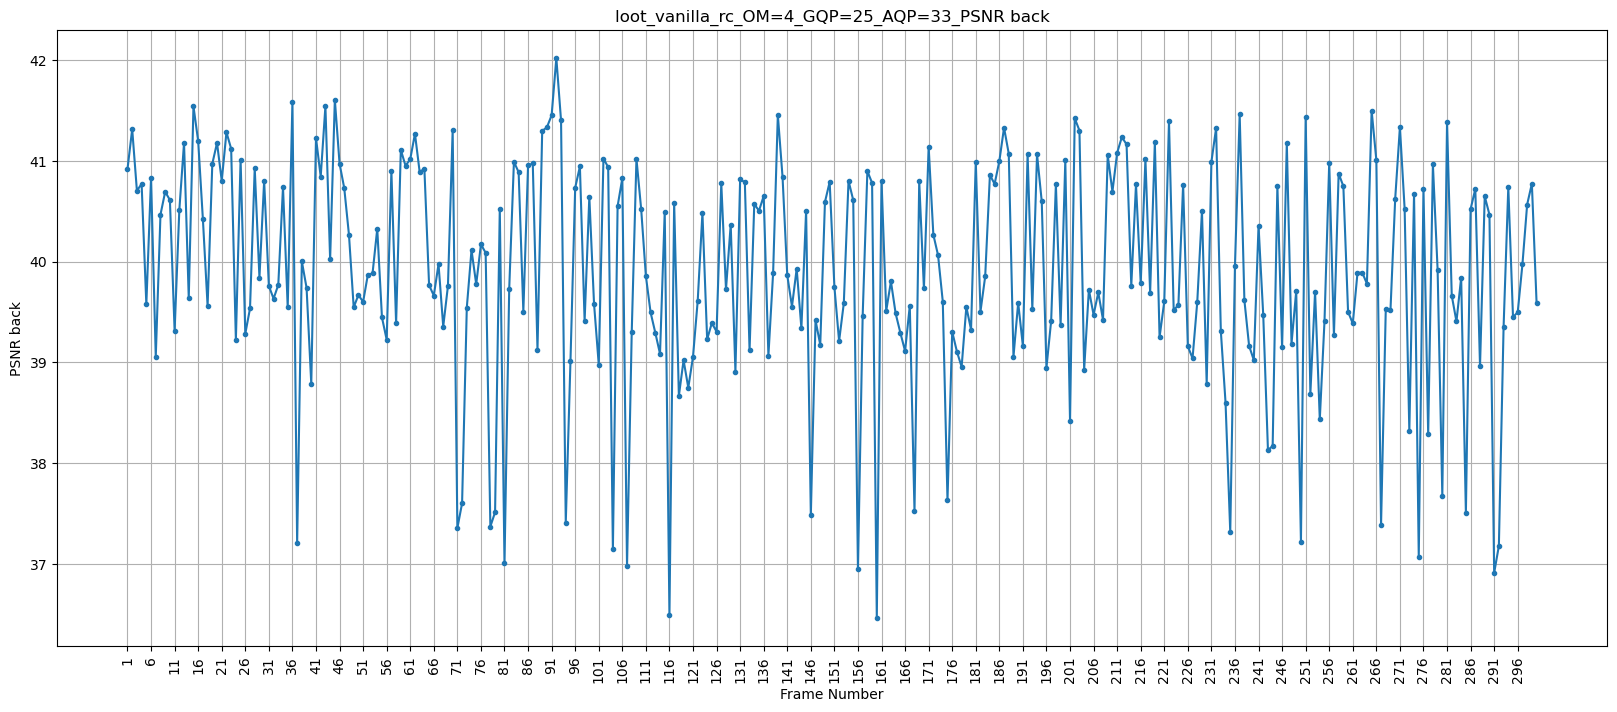 loot_vanilla_rc_OM=4_GQP=25_AQP=33_PSNR back
PSNR back
42
41
40
39
38
37
1 6 11 16 21 26 31 36 41 46 51 56 61 66 71 76 81 86 91 96 101 106 111 116 121 126 131 136 141 146 151 156 161 166 171 176 181 186 191 196 201 206 211 216 221 226 231 236 241 246 251 256 261 266 271 276 281 286 291 296
Frame Number